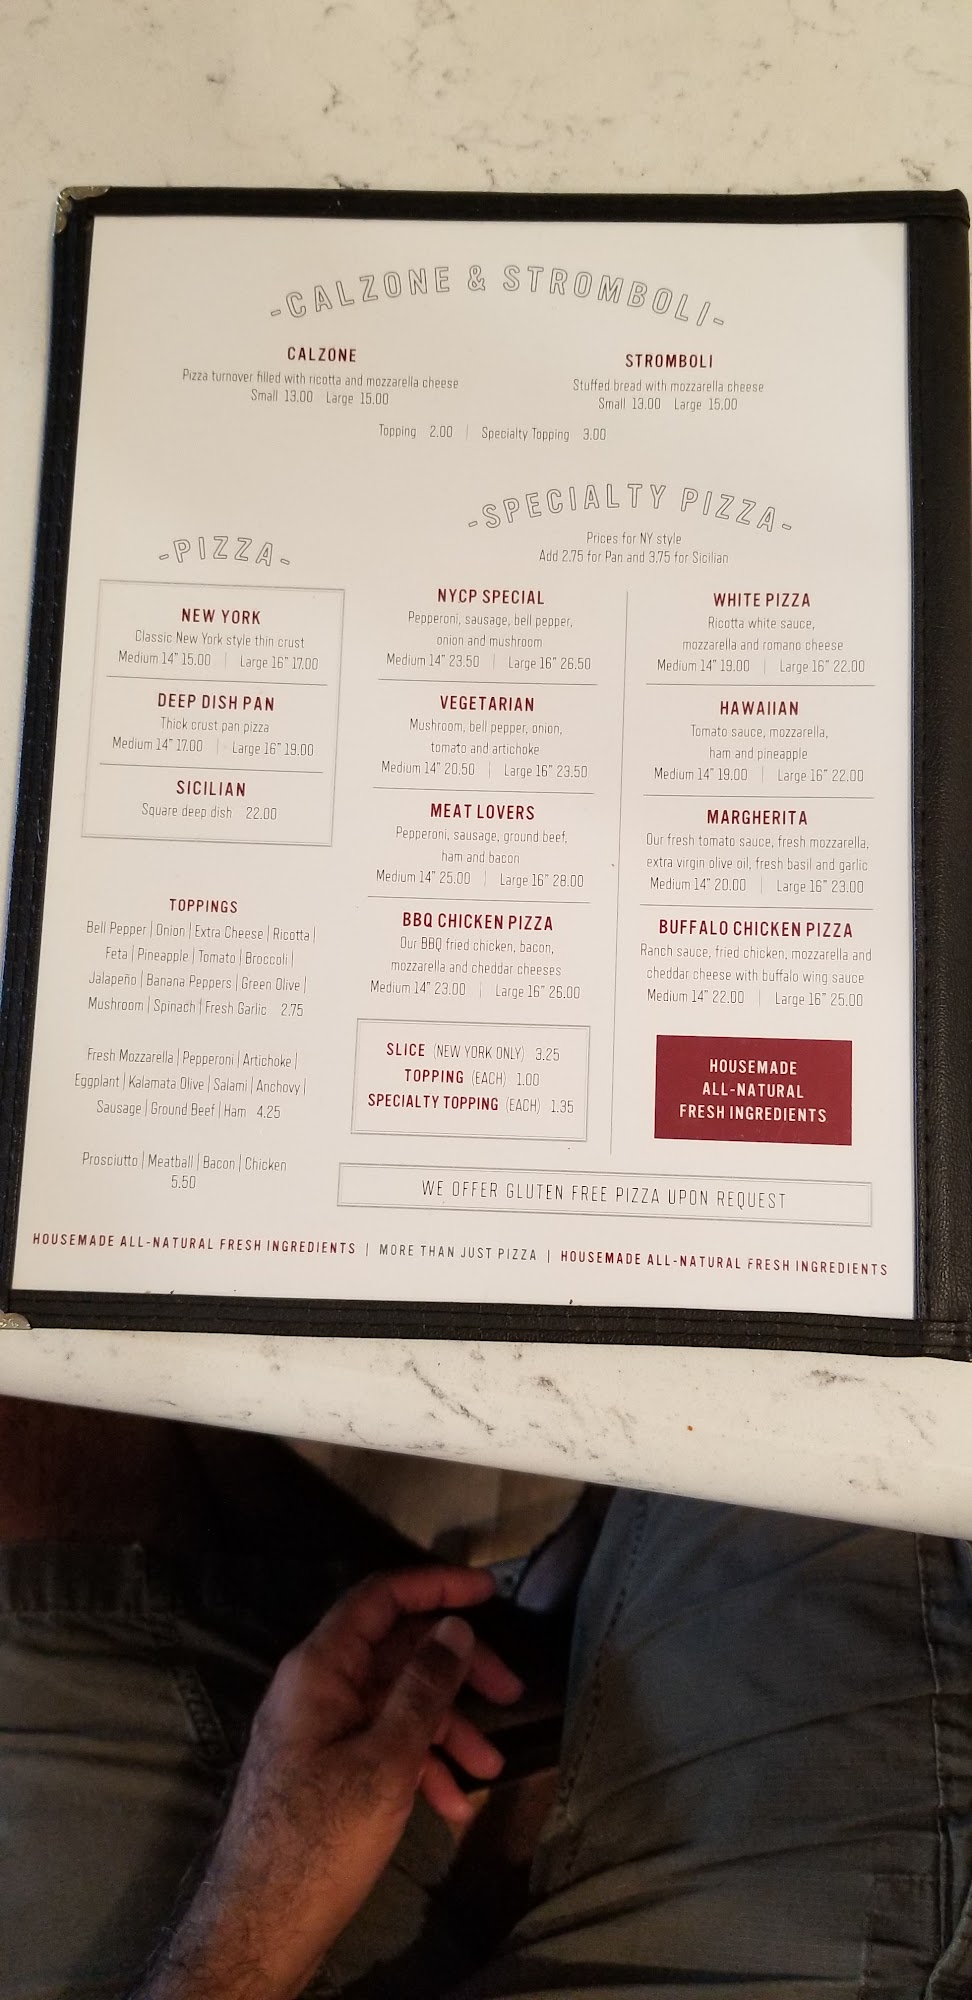 -CALZONE & STROMBOLI-
CALZONE
Pizza turnover filled with ricotta and mozzarella cheese
Small 13.00 Large 15.00
STROMBOLI
Stuffed bread with mozzarella cheese
Small 13.00 Large 15.00
Topping 2.00 | Specialty Topping 3.00
-PIZZA-
NEW YORK
Classic New York style thin crust
Medium 14" 15.00 | Large 16" 17.00
DEEP DISH PAN
Thick crust pan pizza
Medium 14" 17.00 | Large 16" 19.00
SICILIAN
Square deep dish 22.00
TOPPINGS
Bell Pepper | Onion | Extra Cheese | Ricotta |
Feta | Pineapple | Tomato | Broccoli |
Jalapeño | Banana Peppers | Green Olive |
Mushroom | Spinach | Fresh Garlic 2.75
Fresh Mozzarella | Pepperoni | Artichoke |
Eggplant | Kalamata Olive | Salami | Anchovy |
Sausage | Ground Beef | Ham 4.25
Prosciutto | Meatball | Bacon | Chicken
5.50
-SPECIALTY PIZZA-
Prices for NY style
Add 2.75 for Pan and 3.75 for Sicilian
NYCP SPECIAL
Pepperoni, sausage, bell pepper,
onion and mushroom
Medium 14" 23.50 | Large 16" 26.50
VEGETARIAN
Mushroom, bell pepper, onion,
tomato and artichoke
Medium 14" 20.50 | Large 16" 23.50
MEAT LOVERS
Pepperoni, sausage, ground beef,
ham and bacon
Medium 14" 25.00 | Large 16" 28.00
BBQ CHICKEN PIZZA
Our BBQ fried chicken, bacon,
mozzarella and cheddar cheeses
Medium 14" 23.00 | Large 16" 26.00
SLICE (NEW YORK ONLY) 3.25
TOPPING (EACH) 1.00
SPECIALTY TOPPING (EACH) 1.35
WHITE PIZZA
Ricotta white sauce,
mozzarella and romano cheese
Medium 14" 19.00 | Large 16" 22.00
HAWAIIAN
Tomato sauce, mozzarella,
ham and pineapple
Medium 14" 19.00 | Large 16" 22.00
MARGHERITA
Our fresh tomato sauce, fresh mozzarella,
extra virgin olive oil, fresh basil and garlic
Medium 14" 20.00 | Large 16" 23.00
BUFFALO CHICKEN PIZZA
Ranch sauce, fried chicken, mozzarella and
cheddar cheese with buffalo wing sauce
Medium 14" 22.00 | Large 16" 25.00
HOUSEMADE
ALL-NATURAL
FRESH INGREDIENTS
WE OFFER GLUTEN FREE PIZZA UPON REQUEST
HOUSEMADE ALL-NATURAL FRESH INGREDIENTS | MORE THAN JUST PIZZA | HOUSEMADE ALL-NATURAL FRESH INGREDIENTS